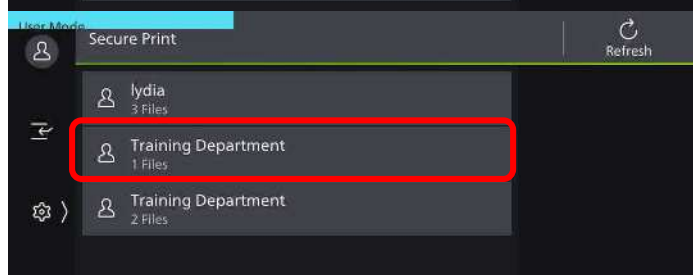 User Mode
Secure Print
Refresh
lydia
3 Files
Training Department
1 Files
Training Department
2 Files